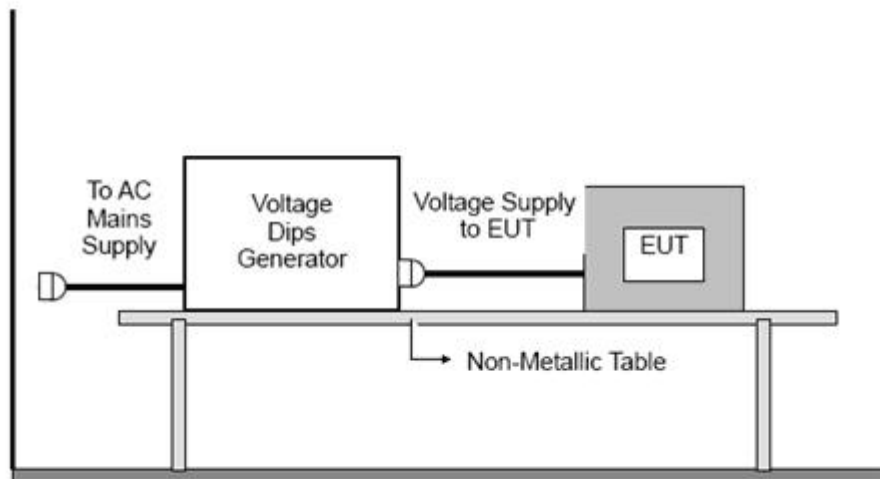 To AC
Mains
Supply
Voltage
Dips
Generator
Voltage Supply
to EUT
EUT
Non-Metallic Table